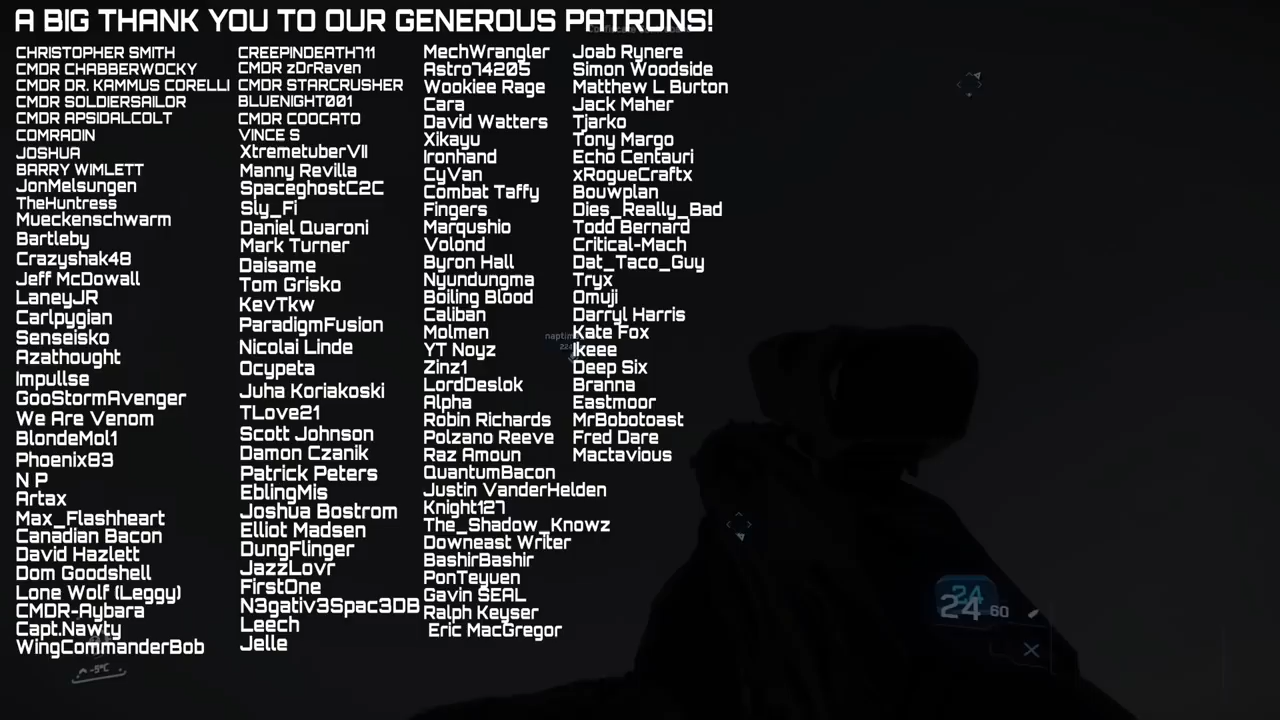 A BIG THANK YOU TO OUR GENEROUS PATRONS!
CHRISTOPHER SMITH
CMDR CHABBERWOCKY
CMDR DR. KAMMUS CORELLI
CMDR SOLDIERSAILOR
CMDR APSIDALCOLT
COMRADIN
JOSHUA
BARRY WIMLETT
JonMelsungen
TheHuntress
Mueckenschwarm
Bartleby
Crazyshak48
Jeff McDowall
LaneyJR
Carlpygian
Senseisko
Azathought
Impullse
GooStormAvenger
We Are Venom
BlondeMol1
Phoenix83
N P
Artax
Max_Flashheart
Canadian Bacon
David Hazlett
Dom Goodshell
Lone Wolf (Leggy)
CMDR-Aybara
Capt.Nawty
WingCommanderBob
CREEPINDEATH711
CMDR zDrRaven
CMDR STARCRUSHER
BLUENIGHT001
CMDR COOCATO
VINCE S
XtremetuberVII
Manny Revilla
SpaceghostC2C
Sly_Fi
Daniel Quaroni
Mark Turner
Daisame
Tom Grisko
KevTkw
ParadigmFusion
Nicolai Linde
Ocypeta
Juha Koriakoski
TLove21
Scott Johnson
Damon Czanik
Patrick Peters
EblingMis
Joshua Bostrom
Elliot Madsen
DungFlinger
JazzLovr
FirstOne
N3gativ3Spac3DB
Leech
Jelle
MechWrangler
Astro74205
Wookiee Rage
Cara
David Watters
Xikayu
Ironhand
CyVan
Combat Taffy
Fingers
Marqushio
Volond
Byron Hall
Nyundungma
Boiling Blood
Caliban
Molmen
YT Noyz
Zinz1
LordDeslok
Alpha
Robin Richards
Polzano Reeve
Raz Amoun
QuantumBacon
Justin VanderHelden
Knight127
The_Shadow_Knowz
Downeast Writer
BashirBashir
PonTeyuen
Gavin SEAL
Ralph Keyser
Eric MacGregor
Joab Rynere
Simon Woodside
Matthew L Burton
Jack Maher
Tjarko
Tony Margo
Echo Centauri
xRogueCraftx
Bouwplan
Dies_Really_Bad
Todd Bernard
Critical-Mach
Dat_Taco_Guy
Tryx
Omuji
Darryl Harris
Kate Fox
Ikeee
Deep Six
Branna
Eastmoor
MrBobotoast
Fred Dare
Mactavious
24
24 60
-5°C